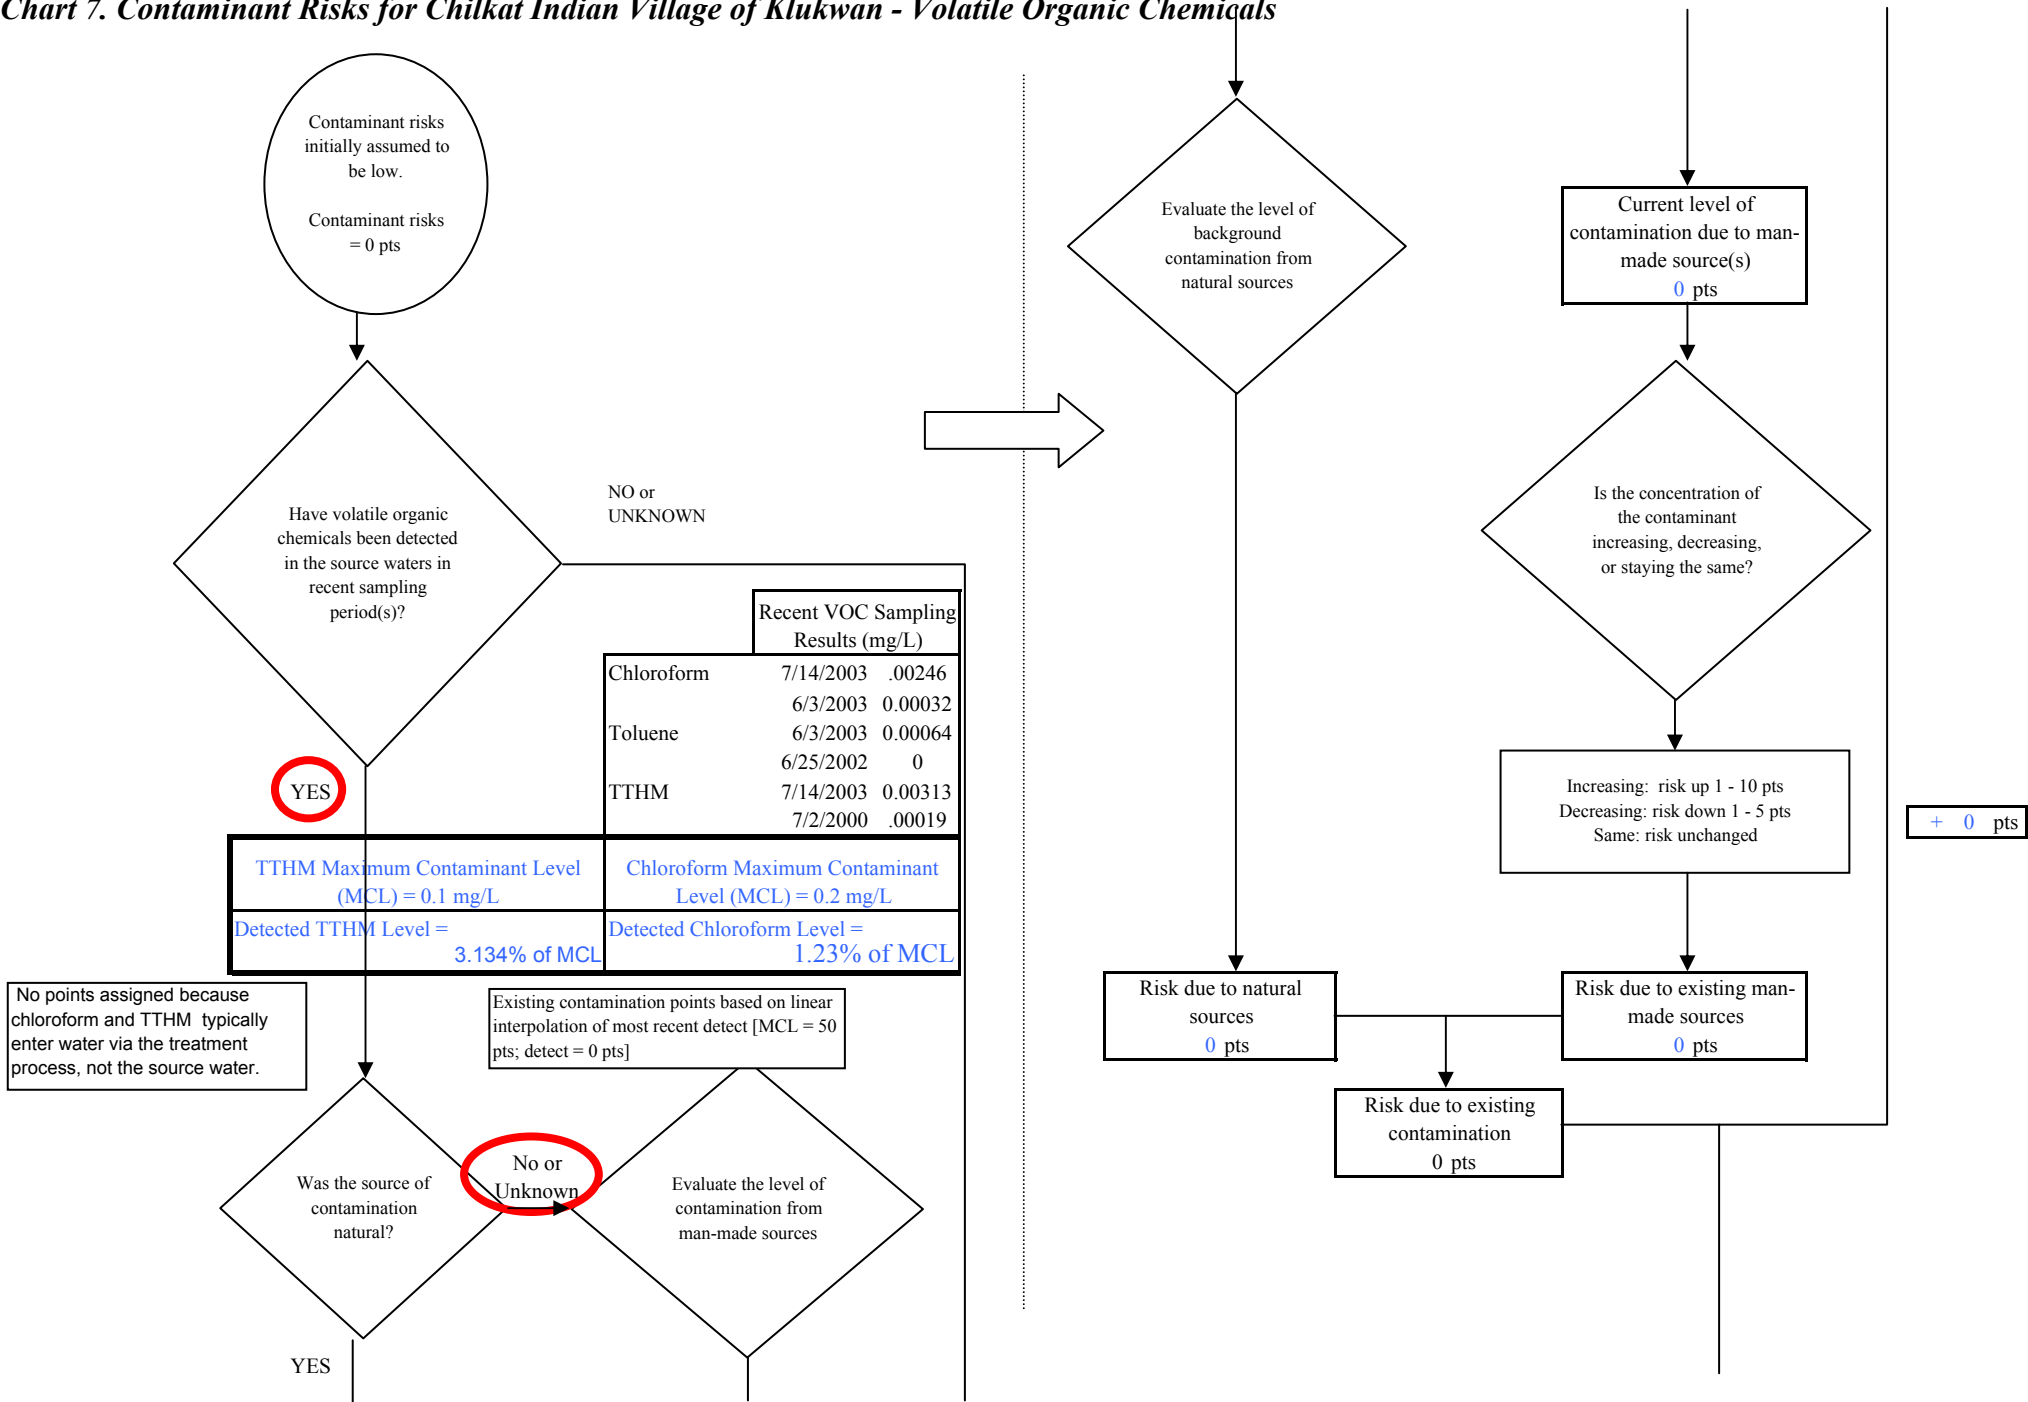 Chart 7. Contaminant Risks for Chilkat Indian Village of Klukwan - Volatile Organic Chemicals
Contaminant risks
initially assumed to
be low.
Contaminant risks
= 0 pts
Have volatile organic
chemicals been detected
in the source waters in
recent sampling
period(s)?
NO or
UNKNOWN
YES
Recent VOC Sampling
Results (mg/L)
Chloroform 7/14/2003 .00246
6/3/2003 0.00032
Toluene 6/3/2003 0.00064
6/25/2002 0
TTHM 7/14/2003 0.00313
7/2/2000 .00019
TTHM Maximum Contaminant Level
(MCL) = 0.1 mg/L
Chloroform Maximum Contaminant
Level (MCL) = 0.2 mg/L
Detected TTHM Level =
3.134% of MCL
Detected Chloroform Level =
1.23% of MCL
No points assigned because
chloroform and TTHM typically
enter water via the treatment
process, not the source water.
Existing contamination points based on linear
interpolation of most recent detect [MCL = 50
pts; detect = 0 pts]
Was the source of
contamination
natural?
No or
Unknown
Evaluate the level of
contamination from
man-made sources
YES
Evaluate the level of
background
contamination from
natural sources
Current level of
contamination due to man-
made source(s)
0 pts
Is the concentration of
the contaminant
increasing, decreasing,
or staying the same?
Increasing: risk up 1 - 10 pts
Decreasing: risk down 1 - 5 pts
Same: risk unchanged
+ 0 pts
Risk due to natural
sources
0 pts
Risk due to existing man-
made sources
0 pts
Risk due to existing
contamination
0 pts